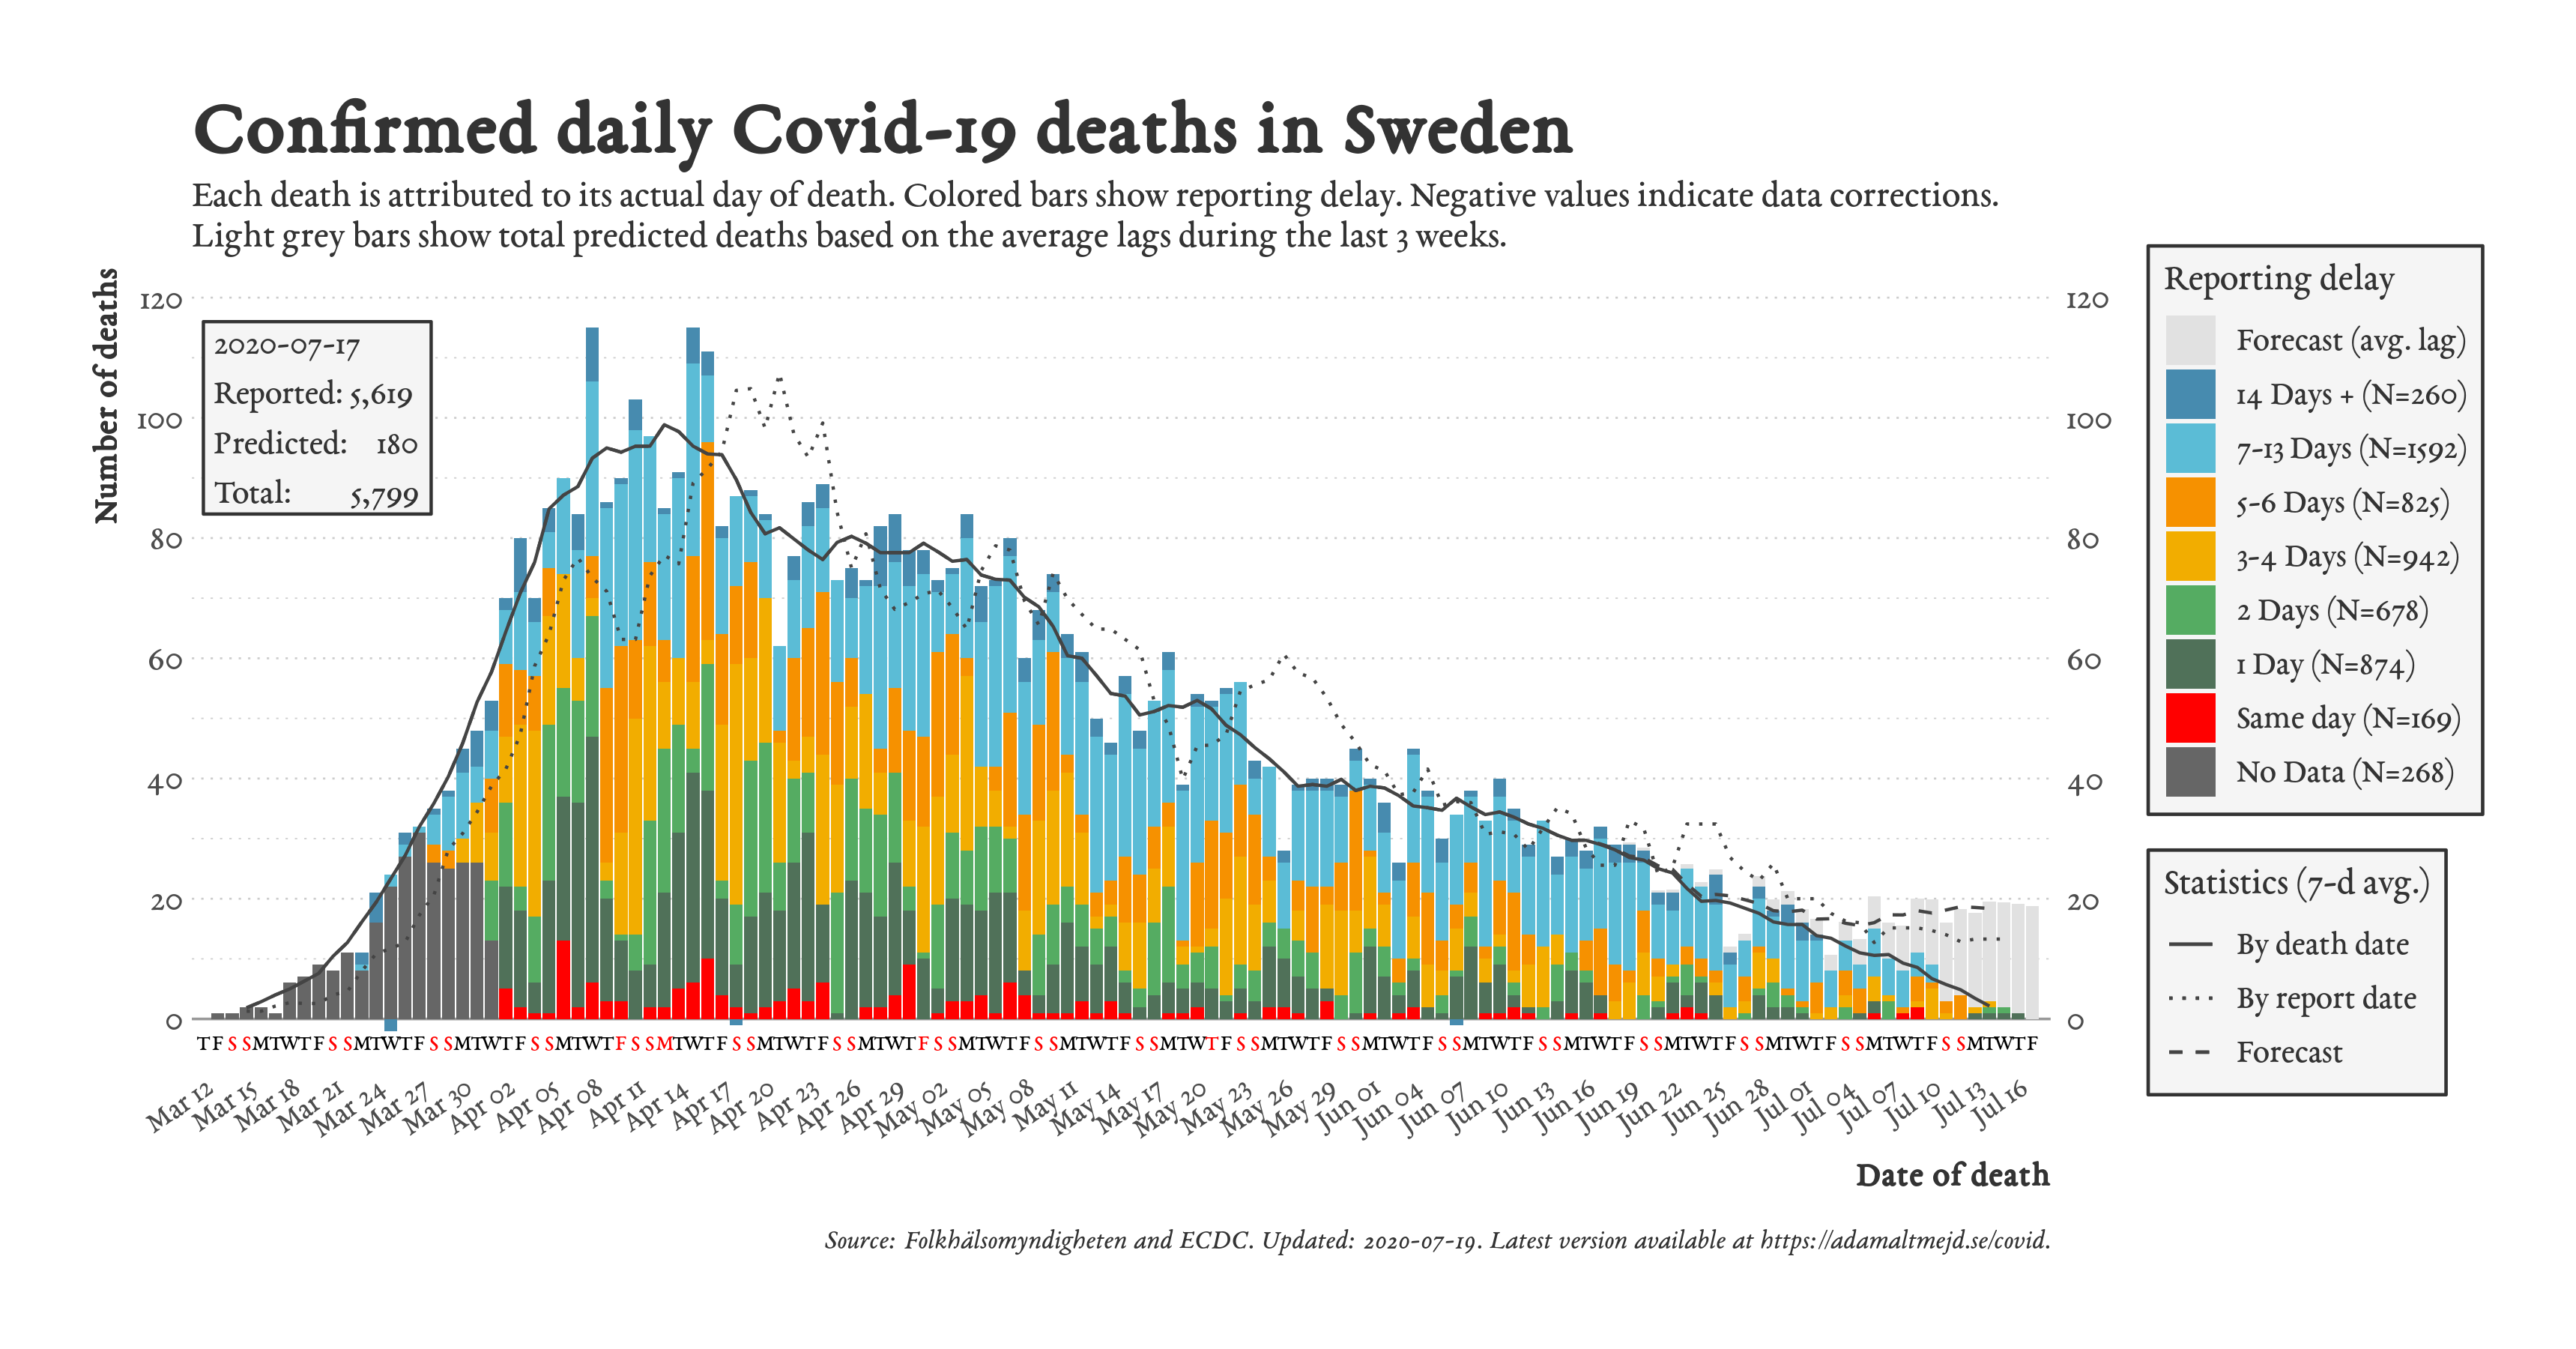 Confirmed daily Covid-19 deaths in Sweden
Each death is attributed to its actual day of death. Colored bars show reporting delay. Negative values indicate data corrections.
Light grey bars show total predicted deaths based on the average lags during the last 3 weeks.
Number of deaths
120
100
80
60
40
20
0
2020-07-17
Reported: 5,619
Predicted: 180
Total: 5,799
120
100
80
60
40
20
0
T F S S M T W T F S S M T W T F S S M T W T F S S M T W T F S S M T W T F S S M T W T F S S M T W T F S S M T W T F S S M T W T F S S M T W T F S S M T W T F S S M T W T F S S M T W T F S S M T W T F S S M T W T F S S M T W T F S S M T W T F S S M T W T F
Mar 12 Mar 15 Mar 18 Mar 21 Mar 24 Mar 27 Mar 30 Apr 02 Apr 05 Apr 08 Apr 11 Apr 14 Apr 17 Apr 20 Apr 23 Apr 26 Apr 29 May 02 May 05 May 08 May 11 May 14 May 17 May 20 May 23 May 26 May 29 Jun 01 Jun 04 Jun 07 Jun 10 Jun 13 Jun 16 Jun 19 Jun 22 Jun 25 Jun 28 Jul 01 Jul 04 Jul 07 Jul 10 Jul 13 Jul 16
Date of death
Reporting delay
Forecast (avg. lag)
14 Days + (N=260)
7-13 Days (N=1592)
5-6 Days (N=825)
3-4 Days (N=942)
2 Days (N=678)
1 Day (N=874)
Same day (N=169)
No Data (N=268)
Statistics (7-d avg.)
By death date
By report date
Forecast
Source: Folkhälsomyndigheten and ECDC. Updated: 2020-07-19. Latest version available at https://adamaltmejd.se/covid.